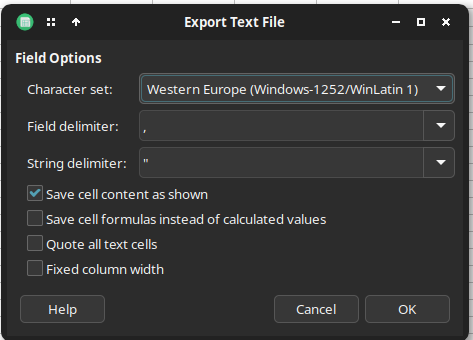 Export Text File
Field Options
Character set: Western Europe (Windows-1252/WinLatin 1)
Field delimiter: ,
String delimiter: "
Save cell content as shown
Save cell formulas instead of calculated values
Quote all text cells
Fixed column width
Help Cancel OK